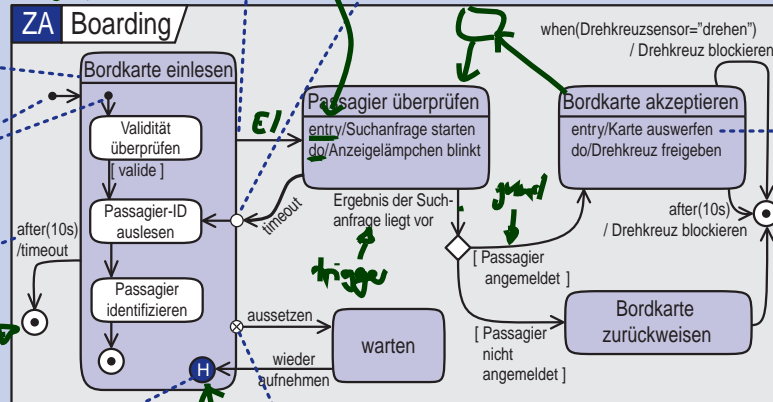 ZA Boarding
when(Drehkreuzsensor="drehen")
/ Drehkreuz blockieren
Bordkarte einlesen
Validität
überprüfen
[ valide ]
Passagier-ID
auslesen
Passagier
identifizieren
after(10s)
/timeout
E1
Passagier überprüfen
entry/Suchanfrage starten
do/Anzeigelämpchen blinkt
timeout
Ergebnis der Such-
anfrage liegt vor
trigger
guard
Bordkarte akzeptieren
entry/Karte auswerfen
do/Drehkreuz freigeben
after(10s)
/ Drehkreuz blockieren
[ Passagier
angemeldet ]
[ Passagier
nicht
angemeldet ]
Bordkarte
zurückweisen
aussetzen
warten
wieder
aufnehmen
H